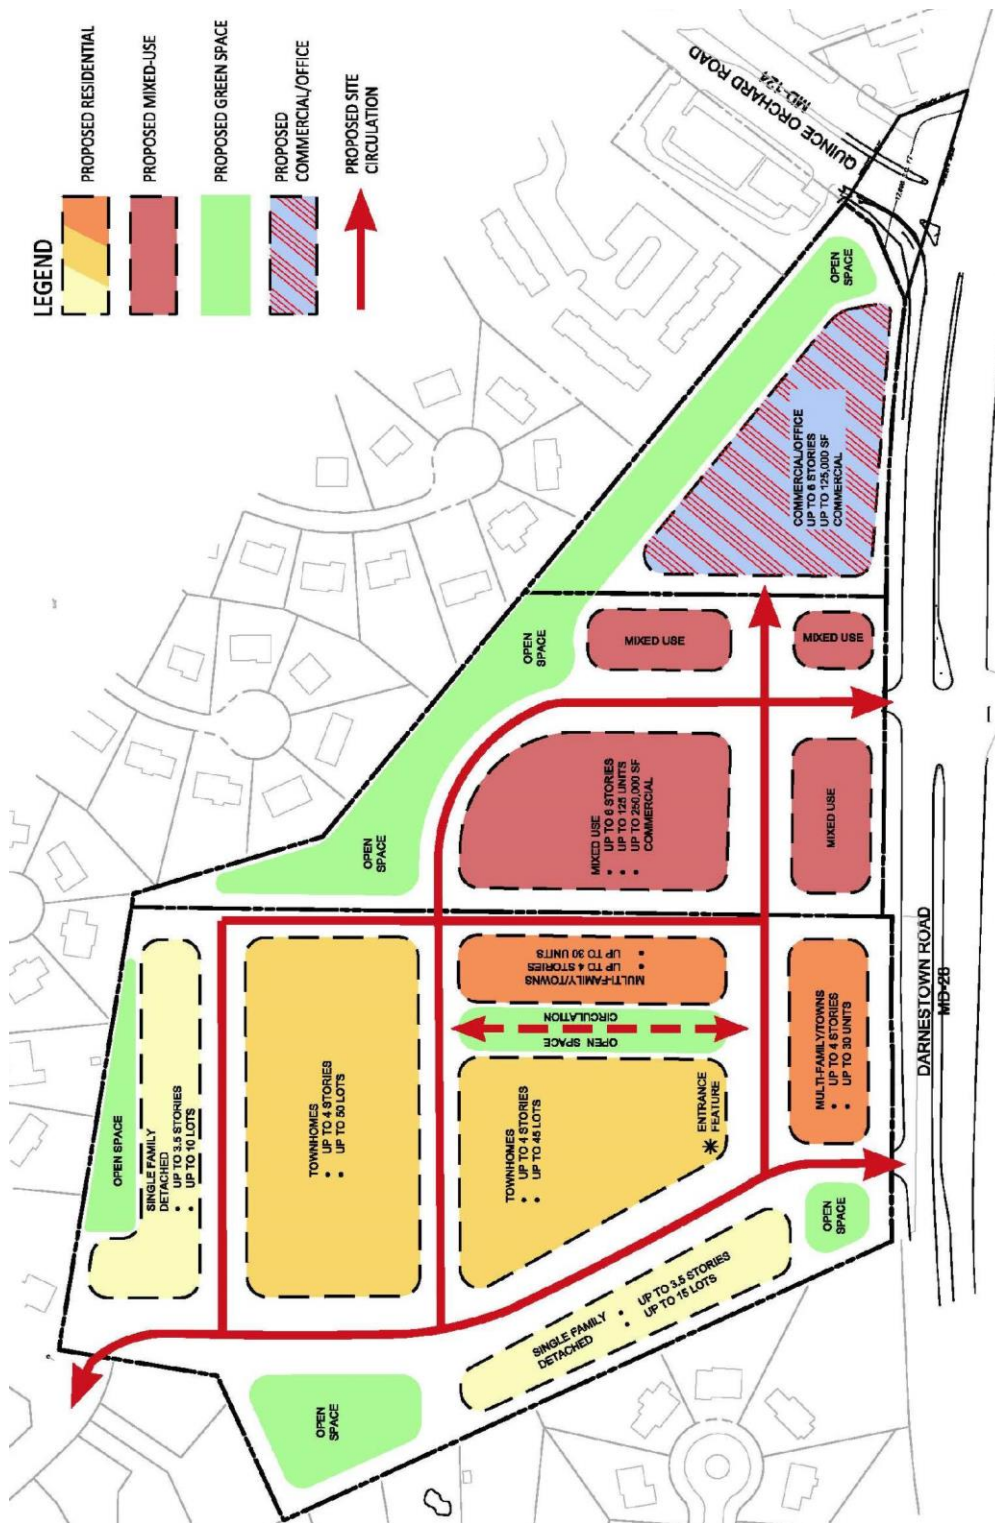 LEGEND
PROPOSED RESIDENTIAL
PROPOSED MIXED-USE
PROPOSED GREEN SPACE
PROPOSED
COMMERCIAL/OFFICE
PROPOSED SITE
CIRCULATION
QUINCE ORCHARD ROAD
MD-124
OPEN
SPACE
COMMERCIAL/OFFICE
UP TO 6 STORIES
UP TO 125,000 SF
COMMERCIAL
OPEN
SPACE
MIXED USE
MIXED USE
OPEN
SPACE
MIXED USE
• UP TO 6 STORIES
• UP TO 125 UNITS
• UP TO 250,000 SF
COMMERCIAL
MIXED USE
OPEN SPACE
SINGLE FAMILY
DETACHED
• UP TO 3.5 STORIES
• UP TO 10 LOTS
TOWNHOMES
• UP TO 4 STORIES
• UP TO 50 LOTS
MULTI-FAMILY/TOWNS
• UP TO 4 STORIES
• UP TO 30 UNITS
OPEN SPACE
CIRCULATION
TOWNHOMES
• UP TO 4 STORIES
• UP TO 45 LOTS
ENTRANCE
FEATURE
MULTI-FAMILY/TOWNS
• UP TO 4 STORIES
• UP TO 30 UNITS
OPEN
SPACE
SINGLE FAMILY
DETACHED
• UP TO 3.5 STORIES
• UP TO 15 LOTS
OPEN
SPACE
DARNESTOWN ROAD
MD-28